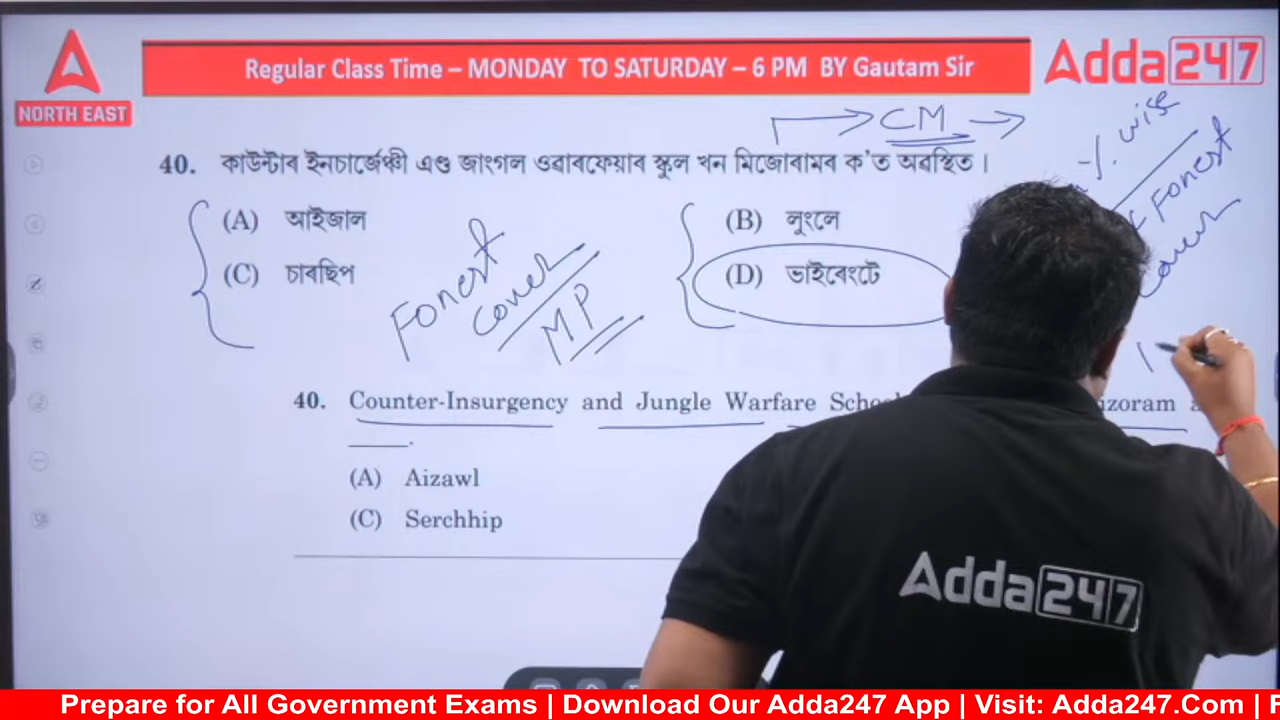 Regular Class Time – MONDAY TO SATURDAY – 6 PM BY Gautam Sir
Adda 247
NORTH EAST
CM
% wise
Forest
cover
40. কাউন্টাৰ ইনচাৰ্জেঞ্চী এণ্ড জাংগল ওৱাৰফেয়াৰ স্কুল খন মিজোৰামৰ ক'ত অৱস্থিত।
(A) আইজাল
(B) লুংলে
(C) চাৰছিপ
(D) ভাইৰেংটে
Forest
cover
MP
40. Counter-Insurgency and Jungle Warfare
(A) Aizawl
(C) Serchhip
Adda247
Prepare for All Government Exams | Download Our Adda247 App | Visit: Adda247.Com |